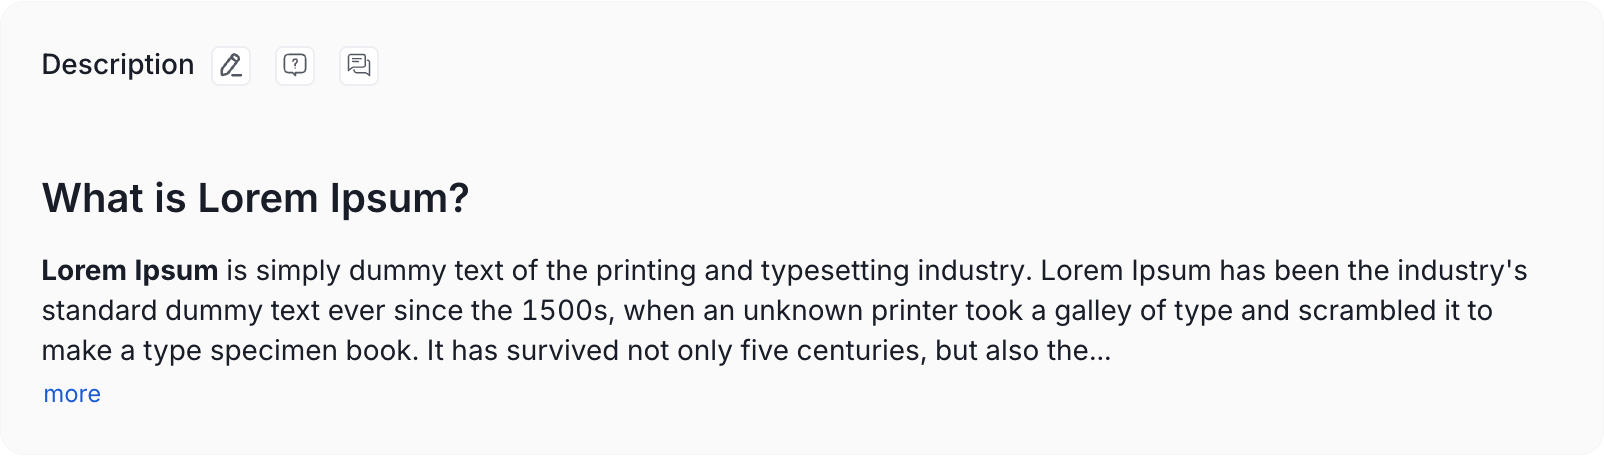 Description
What is Lorem Ipsum?
Lorem Ipsum is simply dummy text of the printing and typesetting industry. Lorem Ipsum has been the industry's
standard dummy text ever since the 1500s, when an unknown printer took a galley of type and scrambled it to
make a type specimen book. It has survived not only five centuries, but also the...
more